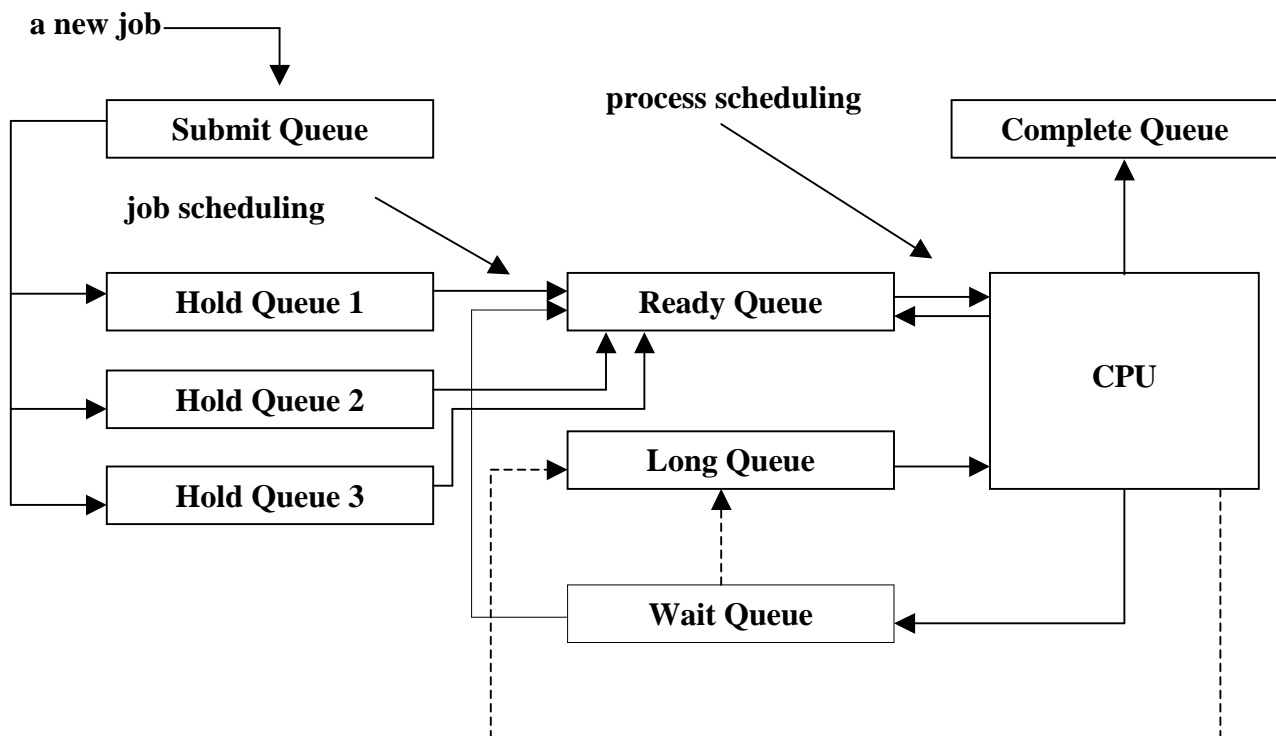 a new job
process scheduling
Submit Queue
Complete Queue
job scheduling
Hold Queue 1
Ready Queue
CPU
Hold Queue 2
Long Queue
Hold Queue 3
Wait Queue